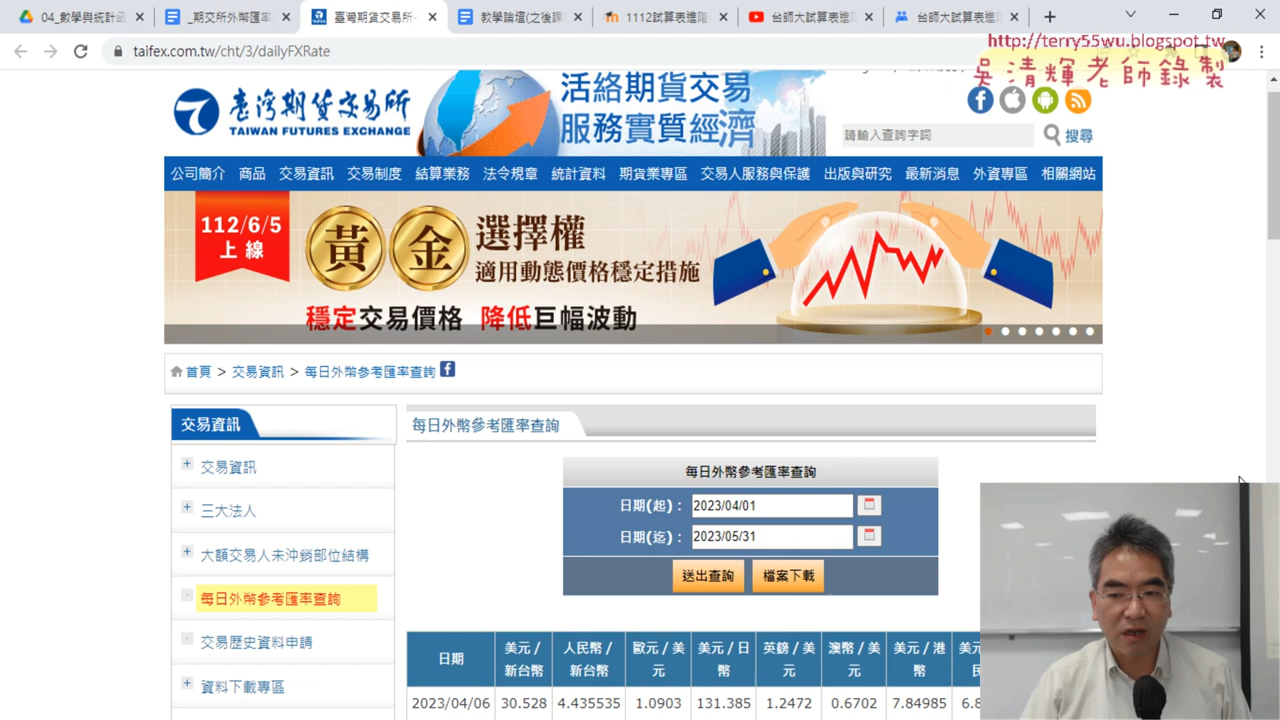 04_數學與統計函
_期交所外幣匯率
臺灣期貨交易所-
教學論壇(之後課
1112試算表進階
台師大試算表進階
台師大試算表進階
taifex.com.tw/cht/3/dailyFXRate
http://terry55wu.blogspot.tw
吳清輝老師錄製
臺灣期貨交易所
TAIWAN FUTURES EXCHANGE
活絡期貨交易
服務實質經濟
請輸入查詢字詞
搜尋
公司簡介 商品 交易資訊 交易制度 結算業務 法令規章 統計資料 期貨業專區 交易人服務與保護 出版與研究 最新消息 外資專區 相關網站
112/6/5
上線
黃金
選擇權
適用動態價格穩定措施
穩定交易價格 降低巨幅波動
首頁 > 交易資訊 > 每日外幣參考匯率查詢
交易資訊
交易資訊
三大法人
大額交易人未沖銷部位結構
每日外幣參考匯率查詢
交易歷史資料申請
資料下載專區
每日外幣參考匯率查詢
每日外幣參考匯率查詢
日期(起)： 2023/04/01
日期(迄)： 2023/05/31
送出查詢 檔案下載
日期 美元／新台幣 人民幣／新台幣 歐元／美元 美元／日幣 英鎊／美元 澳幣／美元 美元／港幣
2023/04/06 30.528 4.435535 1.0903 131.385 1.2472 0.6702 7.84985 6.8